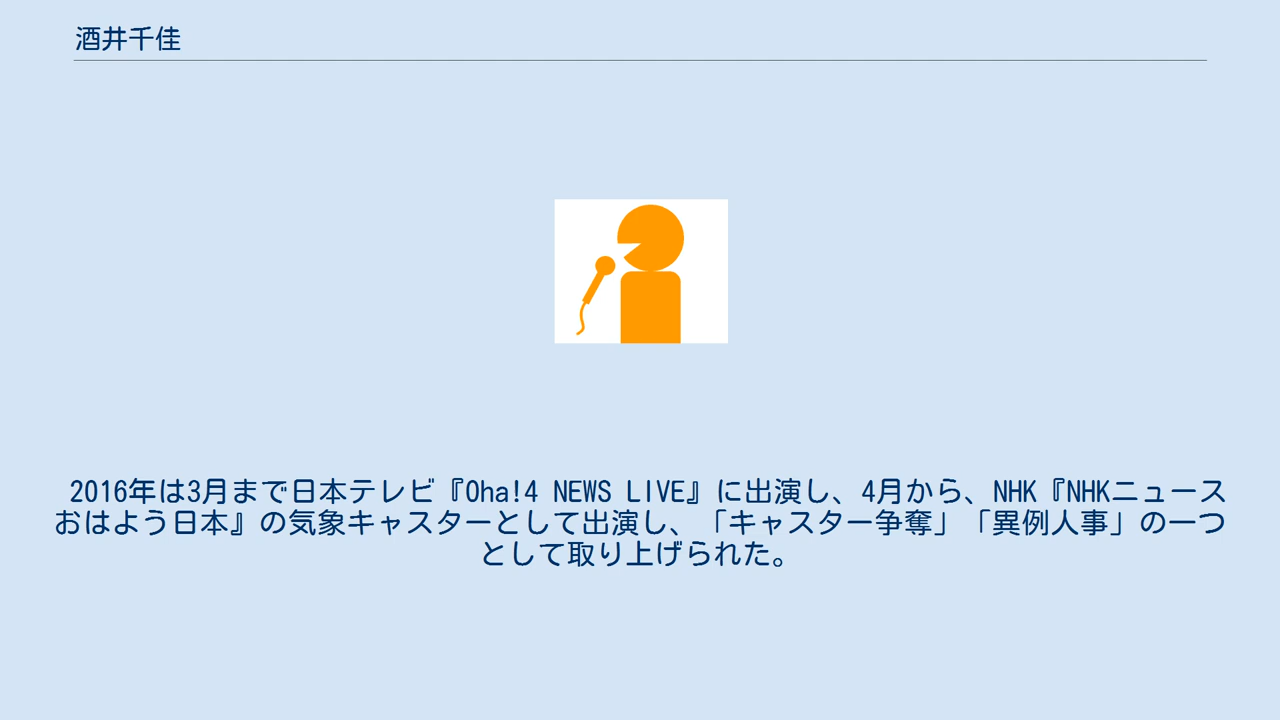 酒井千佳
2016年は3月まで日本テレビ『Oha!4 NEWS LIVE』に出演し、4月から、NHK『NHKニュース
おはよう日本』の気象キャスターとして出演し、「キャスター争奪」「異例人事」の一つ
として取り上げられた。